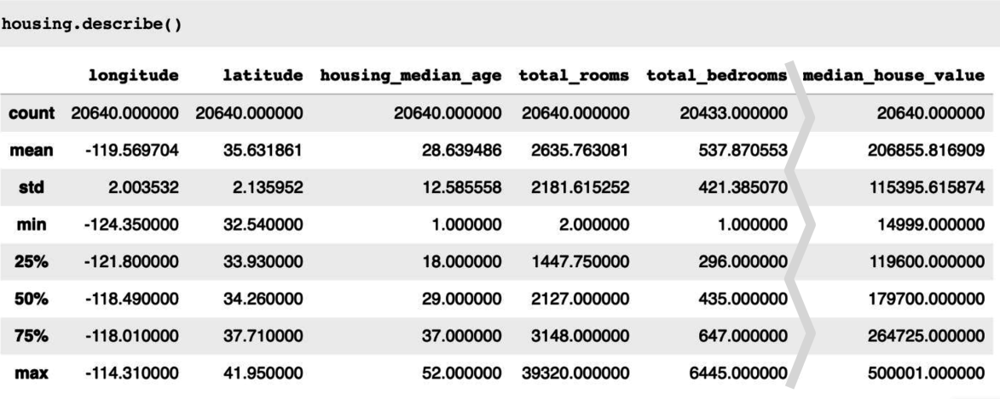 housing.describe()
longitude latitude housing_median_age total_rooms total_bedrooms median_house_value
count 20640.000000 20640.000000 20640.000000 20640.000000 20433.000000 20640.000000
mean -119.569704 35.631861 28.639486 2635.763081 537.870553 206855.816909
std 2.003532 2.135952 12.585558 2181.615252 421.385070 115395.615874
min -124.350000 32.540000 1.000000 2.000000 1.000000 14999.000000
25% -121.800000 33.930000 18.000000 1447.750000 296.000000 119600.000000
50% -118.490000 34.260000 29.000000 2127.000000 435.000000 179700.000000
75% -118.010000 37.710000 37.000000 3148.000000 647.000000 264725.000000
max -114.310000 41.950000 52.000000 39320.000000 6445.000000 500001.000000